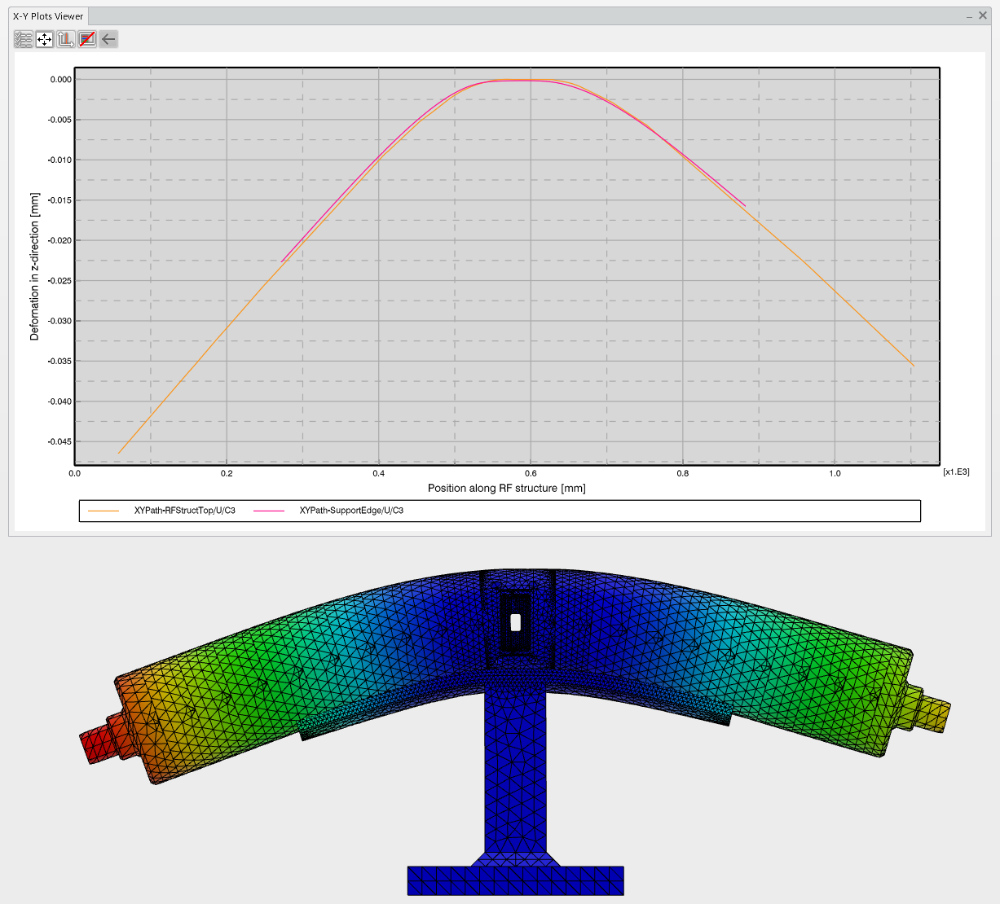 X-Y Plots Viewer
0.000
-0.005
-0.010
-0.015
-0.020
-0.025
-0.030
-0.035
-0.040
-0.045
Deformation in z-direction [mm]
0.0 0.2 0.4 0.6 0.8 1.0 [x1.E3]
Position along RF structure [mm]
XYPath-RFStructTop/U/C3 XYPath-SupportEdge/U/C3